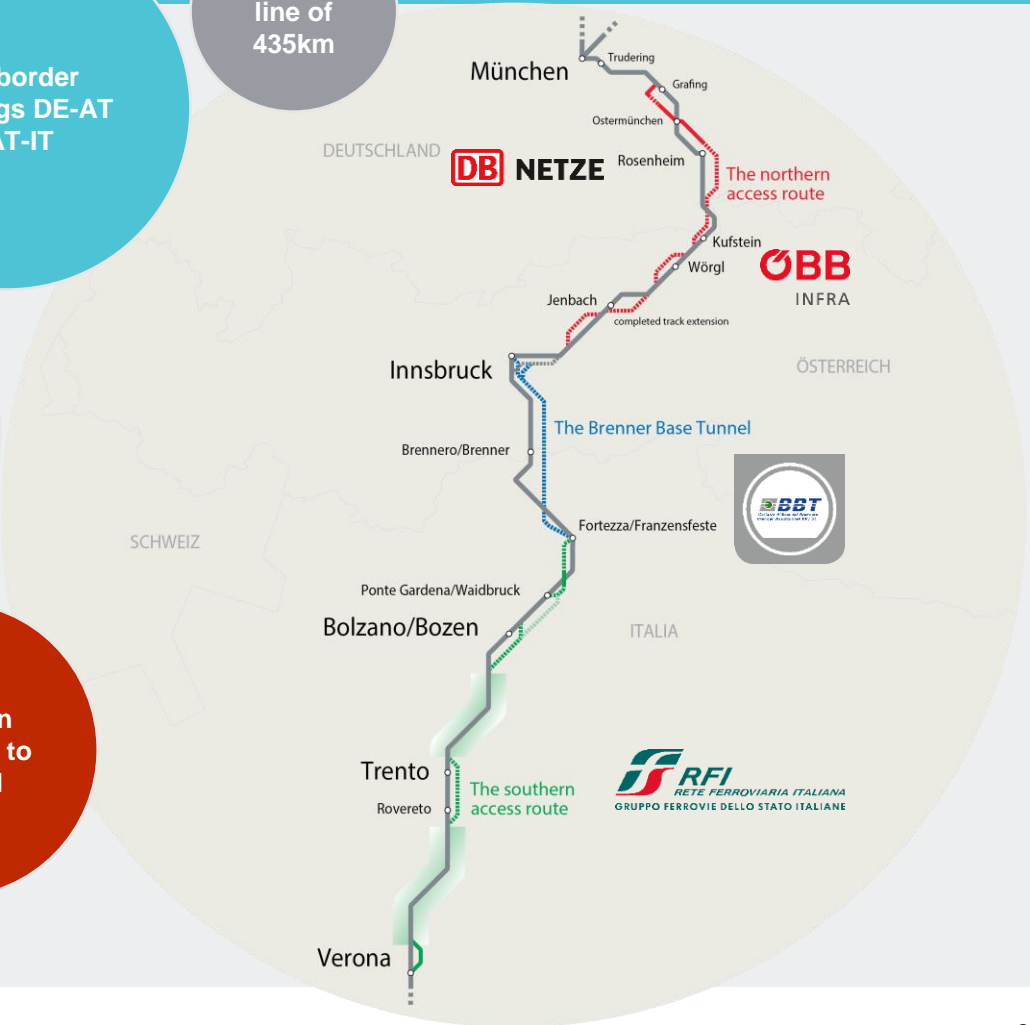 line of
435km
border
DE-AT
AT-IT
to
München
Trudering
Grafing
Ostermünchen
Rosenheim
DEUTSCHLAND
DB NETZE
The northern
access route
Kufstein
Wörgl
ÖBB
INFRA
Jenbach
completed track extension
Innsbruck
ÖSTERREICH
The Brenner Base Tunnel
Brennero/Brenner
BBT
Fortezza/Franzensfeste
SCHWEIZ
Ponte Gardena/Waidbruck
Bolzano/Bozen
ITALIA
Trento
The southern
access route
Rovereto
RFI
RETE FERROVIARIA ITALIANA
GRUPPO FERROVIE DELLO STATO ITALIANE
Verona